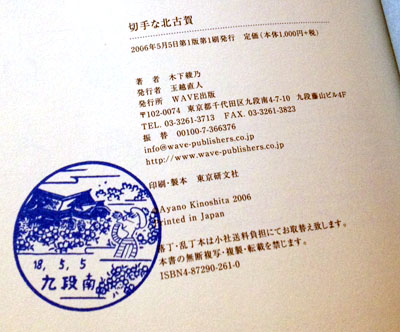 切手な北古賀
2006年5月5日第1版第1刷発行 定価(本体1,000円+税)
著 者 木下綾乃
発行者 玉越直人
発行所 WAVE出版
〒102-0074 東京都千代田区九段南4-7-10 九段藤山ビル4F
TEL. 03-3261-3713 FAX. 03-3261-3823
振 替 00100-7-366376
info@wave-publishers.co.jp
http://www.wave-publishers.co.jp
印刷・製本 東京研文社
Ayano Kinoshita 2006
Printed in Japan
落丁・乱丁本は小社送料負担にてお取替え致します。
本書の無断複写・複製・転載を禁じます。
ISBN4-87290-261-0
18.5.5
九段南